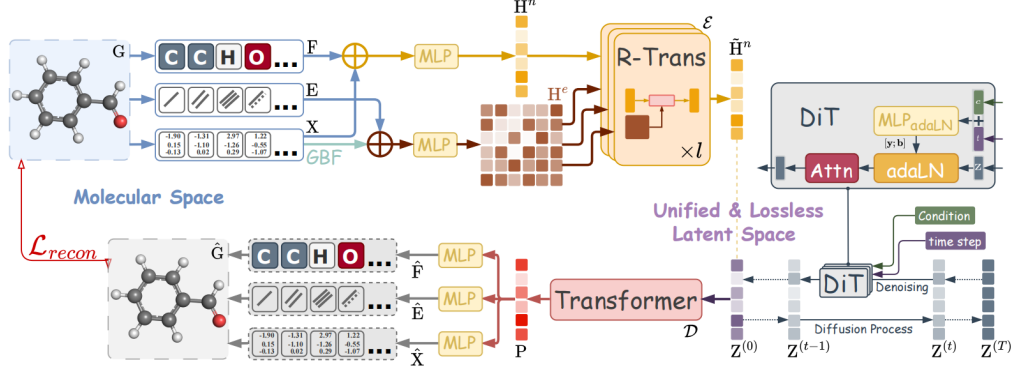 G
C C H O ...
F
E
...
X
-1.90 -1.31 2.97 1.22
0.15 -1.10 -1.26 -0.55
-0.13 0.02 0.29 -1.07
...
GBF
MLP
MLP
Hⁿ
Hᵉ
R-Trans
×l
ℰ
H̃ⁿ
DiT
MLP_adaLN
[y; b]
c
+
t
Z
Attn
adaLN
Molecular Space
Unified & Lossless
Latent Space
Condition
time step
DiT
Denoising
Diffusion Process
Z⁽⁰⁾
Z⁽ᵗ⁻¹⁾
Z⁽ᵗ⁾
Z⁽ᵀ⁾
ℒ_recon
Ĝ
C C H O ...
F̂
MLP
...
Ê
MLP
-1.90 -1.31 2.97 1.22
0.15 -1.10 -1.26 -0.55
-0.13 0.02 0.29 -1.07
...
X̂
MLP
P
Transformer
𝒟